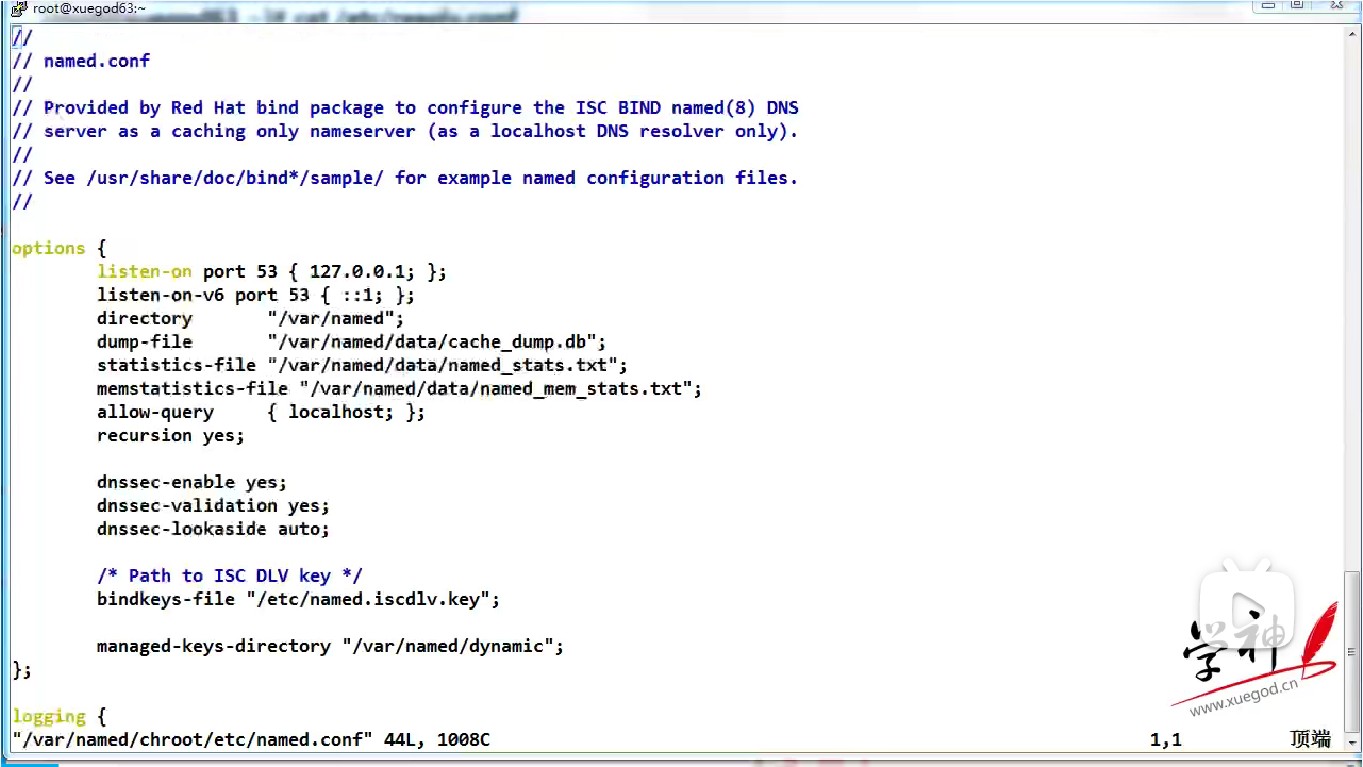 root@xuegod63:~
//
// named.conf
//
// Provided by Red Hat bind package to configure the ISC BIND named(8) DNS
// server as a caching only nameserver (as a localhost DNS resolver only).
//
// See /usr/share/doc/bind*/sample/ for example named configuration files.
//
options {
listen-on port 53 { 127.0.0.1; };
listen-on-v6 port 53 { ::1; };
directory "/var/named";
dump-file "/var/named/data/cache_dump.db";
statistics-file "/var/named/data/named_stats.txt";
memstatistics-file "/var/named/data/named_mem_stats.txt";
allow-query { localhost; };
recursion yes;
dnssec-enable yes;
dnssec-validation yes;
dnssec-lookaside auto;
/* Path to ISC DLV key */
bindkeys-file "/etc/named.iscdlv.key";
managed-keys-directory "/var/named/dynamic";
};
logging {
"/var/named/chroot/etc/named.conf" 44L, 1008C 1,1 顶端
学神
www.xuegod.cn